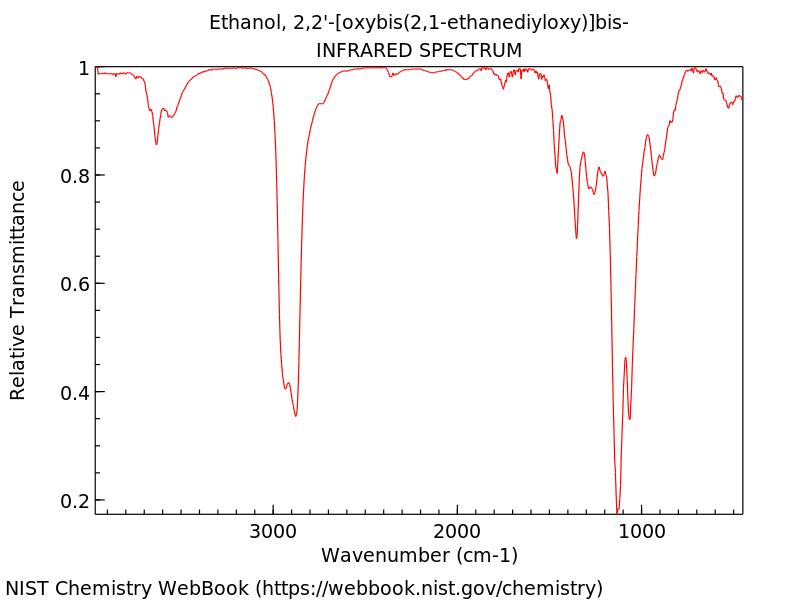 Ethanol, 2,2'-[oxybis(2,1-ethanediyloxy)]bis-
INFRARED SPECTRUM
1
0.8
0.6
0.4
0.2
Relative Transmittance
3000 2000 1000
Wavenumber (cm-1)
NIST Chemistry WebBook (https://webbook.nist.gov/chemistry)